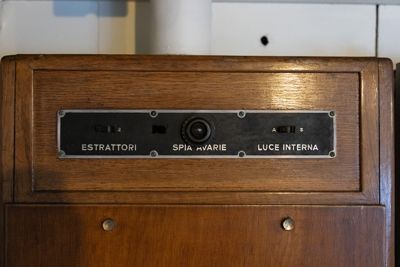 ESTRATTORI SPIA AVARIE LUCE INTERNA